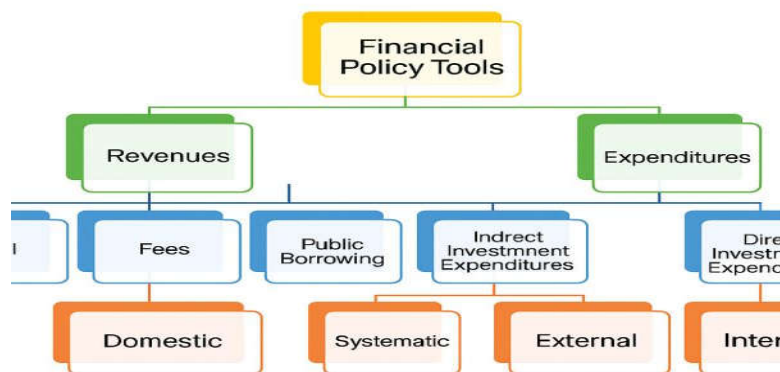 Financial
Policy Tools
Revenues
Expenditures
Fees
Public
Borrowing
Indrect
Investmnent
Expenditures
Domestic
Systematic
External